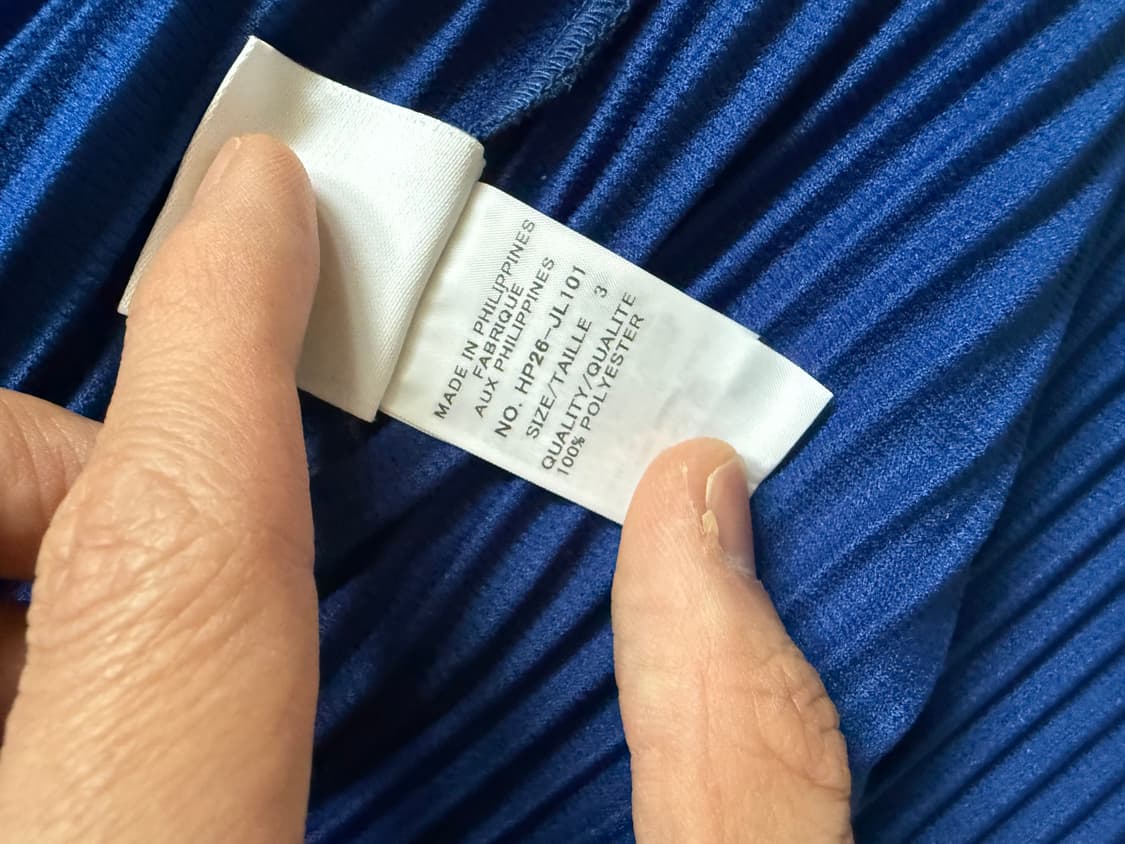 MADE IN PHILIPPINES
FABRIQUE
AUX PHILIPPINES
NO. HP26-JL101
SIZE/TAILLE 3
QUALITY/QUALITE
100% POLYESTER